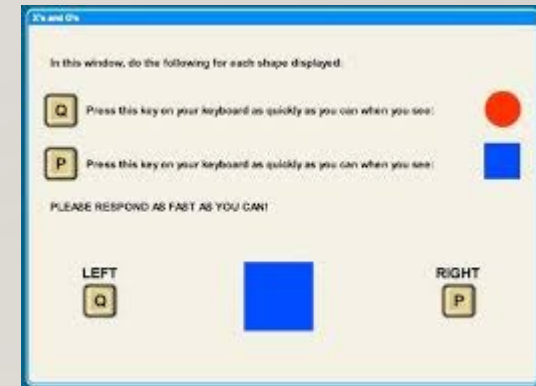 X's and O's
In this window, do the following for each shape displayed:
Q Press this key on your keyboard as quickly as you can when you see:
P Press this key on your keyboard as quickly as you can when you see:
PLEASE RESPOND AS FAST AS YOU CAN!
LEFT RIGHT
Q P